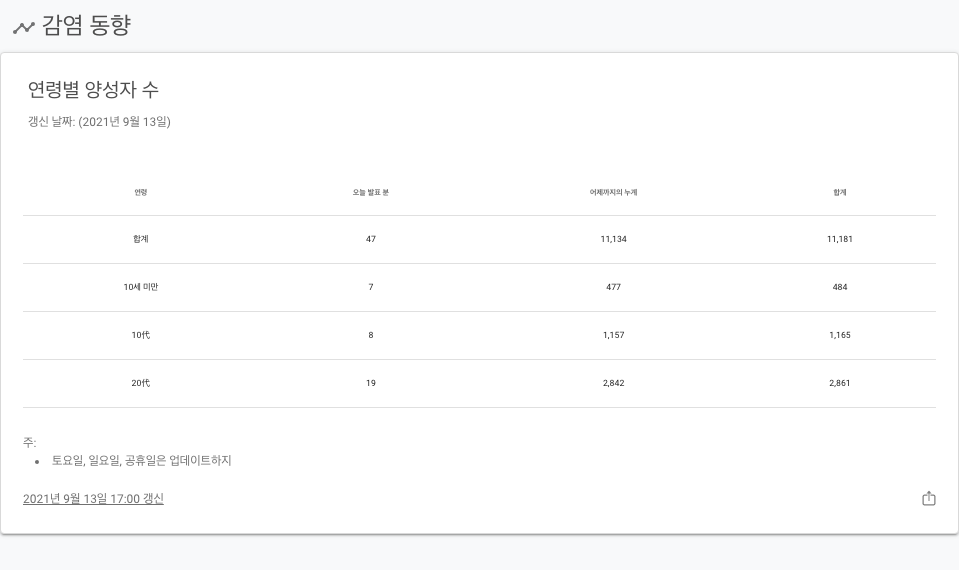 감염 동향
연령별 양성자 수
갱신 날짜: (2021년 9월 13일)
연령 오늘 발표 분 어제까지의 누계 합계
합계 47 11,134 11,181
10세 미만 7 477 484
10代 8 1,157 1,165
20代 19 2,842 2,861
주:
• 토요일, 일요일, 공휴일은 업데이트하지
2021년 9월 13일 17:00 갱신